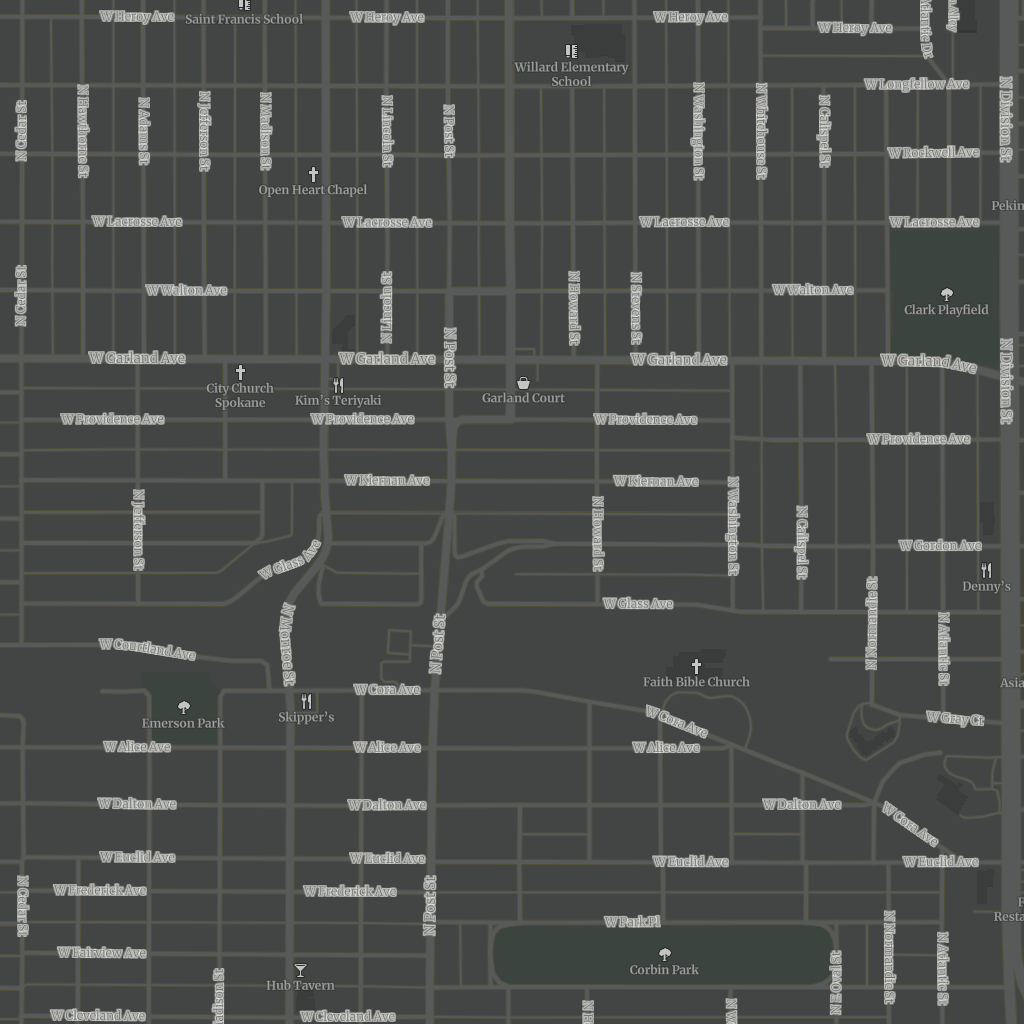 W Heroy Ave
Saint Francis School
W Heroy Ave
W Heroy Ave
W Heroy Ave
Willard Elementary
School
W Longfellow Ave
N Cedar St
N Hawthorne St
N Adams St
N Jefferson St
N Madison St
N Lincoln St
N Post St
N Washington St
N Whitehouse St
N Calispel St
N Division St
W Rockwell Ave
Open Heart Chapel
Pekin
W Lacrosse Ave
W Lacrosse Ave
W Lacrosse Ave
W Lacrosse Ave
N Cedar St
W Walton Ave
N Lincoln St
N Howard St
N Stevens St
W Walton Ave
Clark Playfield
N Post St
W Garland Ave
W Garland Ave
W Garland Ave
W Garland Ave
N Division St
City Church
Spokane
Kim's Teriyaki
Garland Court
W Providence Ave
W Providence Ave
W Providence Ave
W Providence Ave
W Kiernan Ave
W Kiernan Ave
N Jefferson St
N Howard St
N Washington St
N Calispel St
W Glass Ave
W Gordon Ave
Denny's
W Glass Ave
N Monroe St
N Post St
N Normandie St
N Atlantic St
W Courtland Ave
Faith Bible Church
Asia
W Cora Ave
Emerson Park
Skipper's
W Cora Ave
W Gray Ct
W Alice Ave
W Alice Ave
W Alice Ave
W Dalton Ave
W Dalton Ave
W Dalton Ave
W Cora Ave
W Euclid Ave
W Euclid Ave
W Euclid Ave
W Euclid Ave
N Cedar St
W Frederick Ave
W Frederick Ave
N Post St
Resta
W Park Pl
N Normandie St
N Atlantic St
W Fairview Ave
Corbin Park
N E Oval St
Hub Tavern
adison St
W Cleveland Ave
W Cleveland Ave
N H
N W